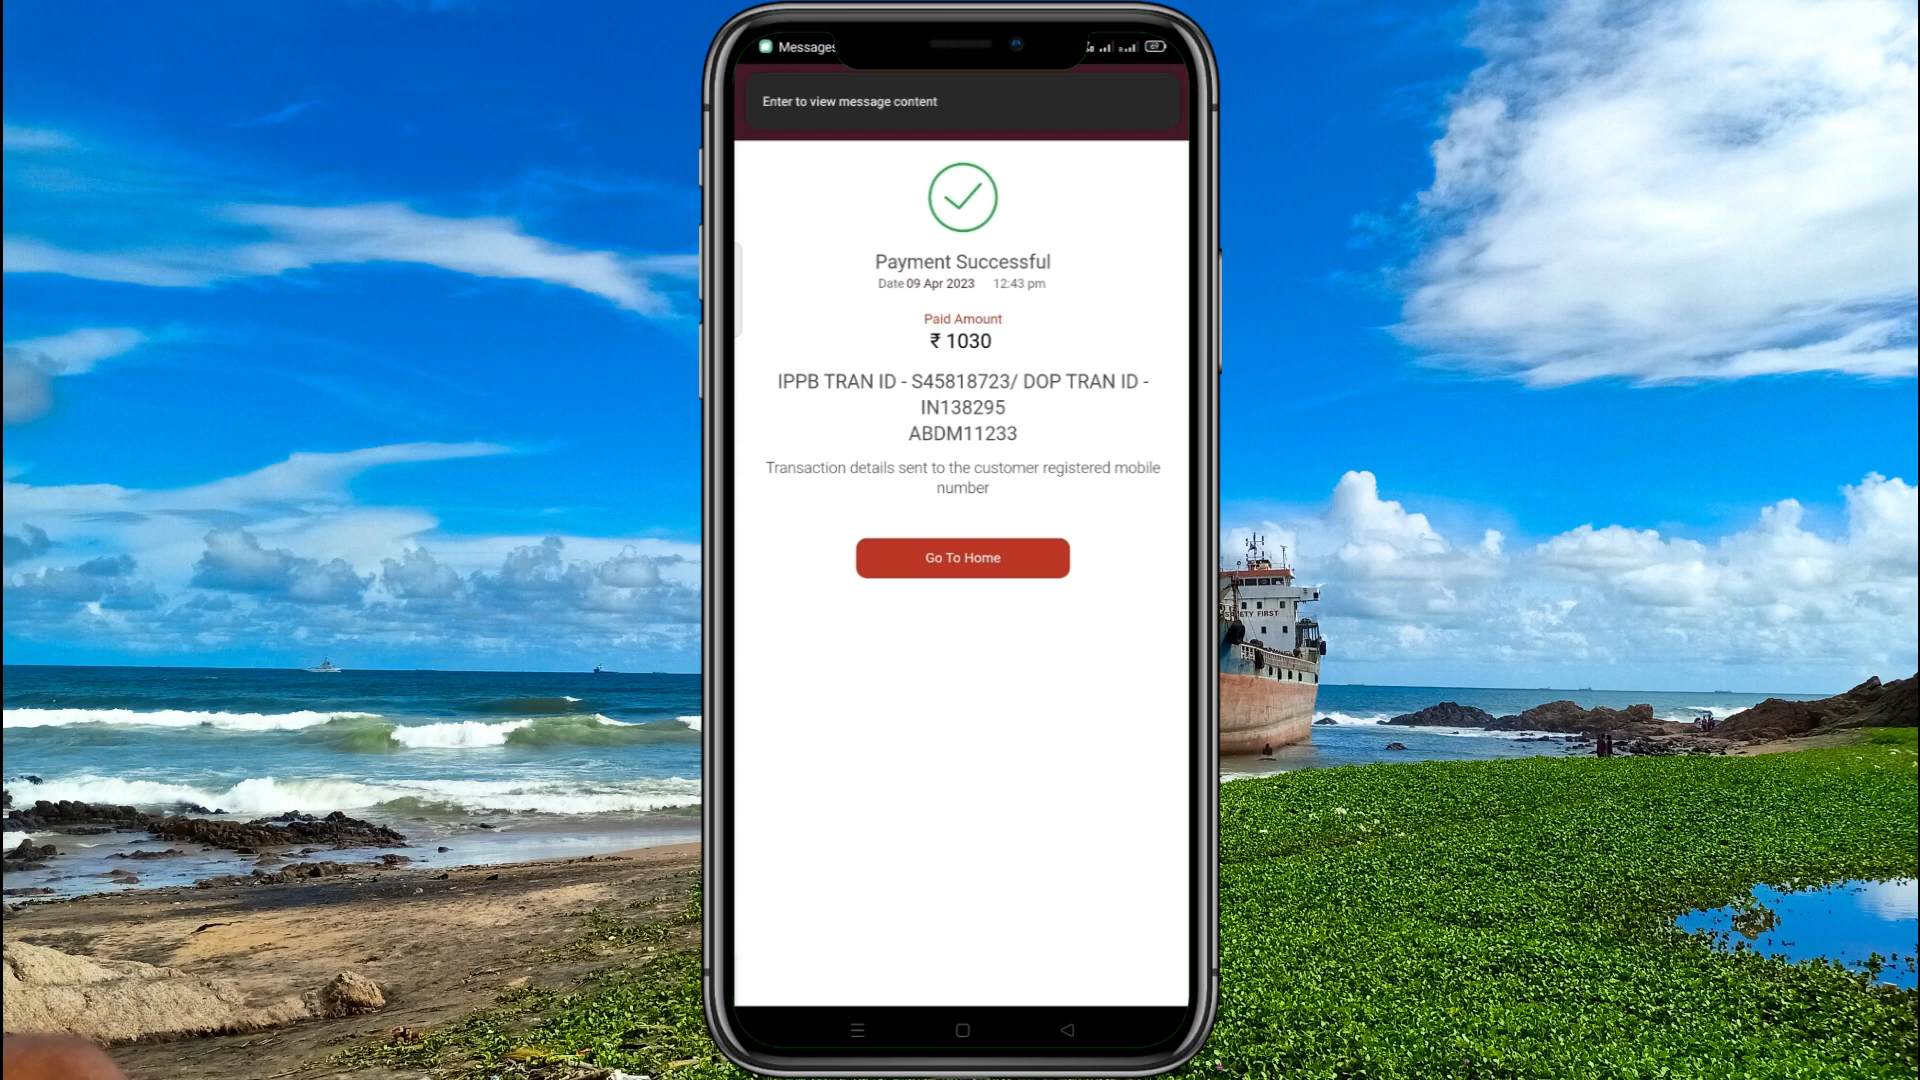 Messages
69
Enter to view message content
Payment Successful
Date 09 Apr 2023 12:43 pm
Paid Amount
₹ 1030
IPPB TRAN ID - S45818723/ DOP TRAN ID -
IN138295
ABDM11233
Transaction details sent to the customer registered mobile
number
Go To Home
FIRST